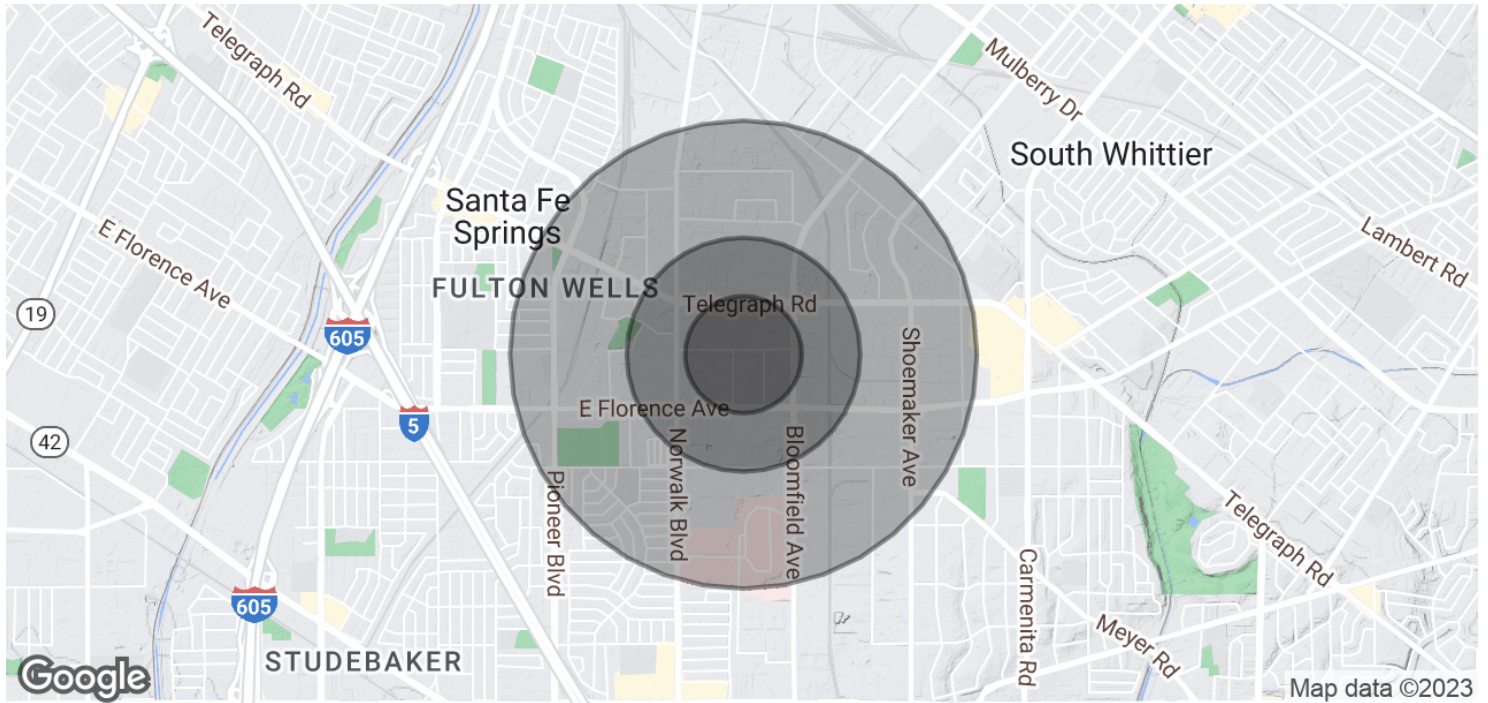 Telegraph Rd
Mulberry Dr
South Whittier
Santa Fe
Springs
E Florence Ave
Lambert Rd
FULTON WELLS
Telegraph Rd
19
605
Shoemaker Ave
E Florence Ave
5
42
Norwalk Blvd
Bloomfield Ave
Pioneer Blvd
Telegraph Rd
Carmenita Rd
605
Meyer Rd
STUDEBAKER
Google
Map data ©2023